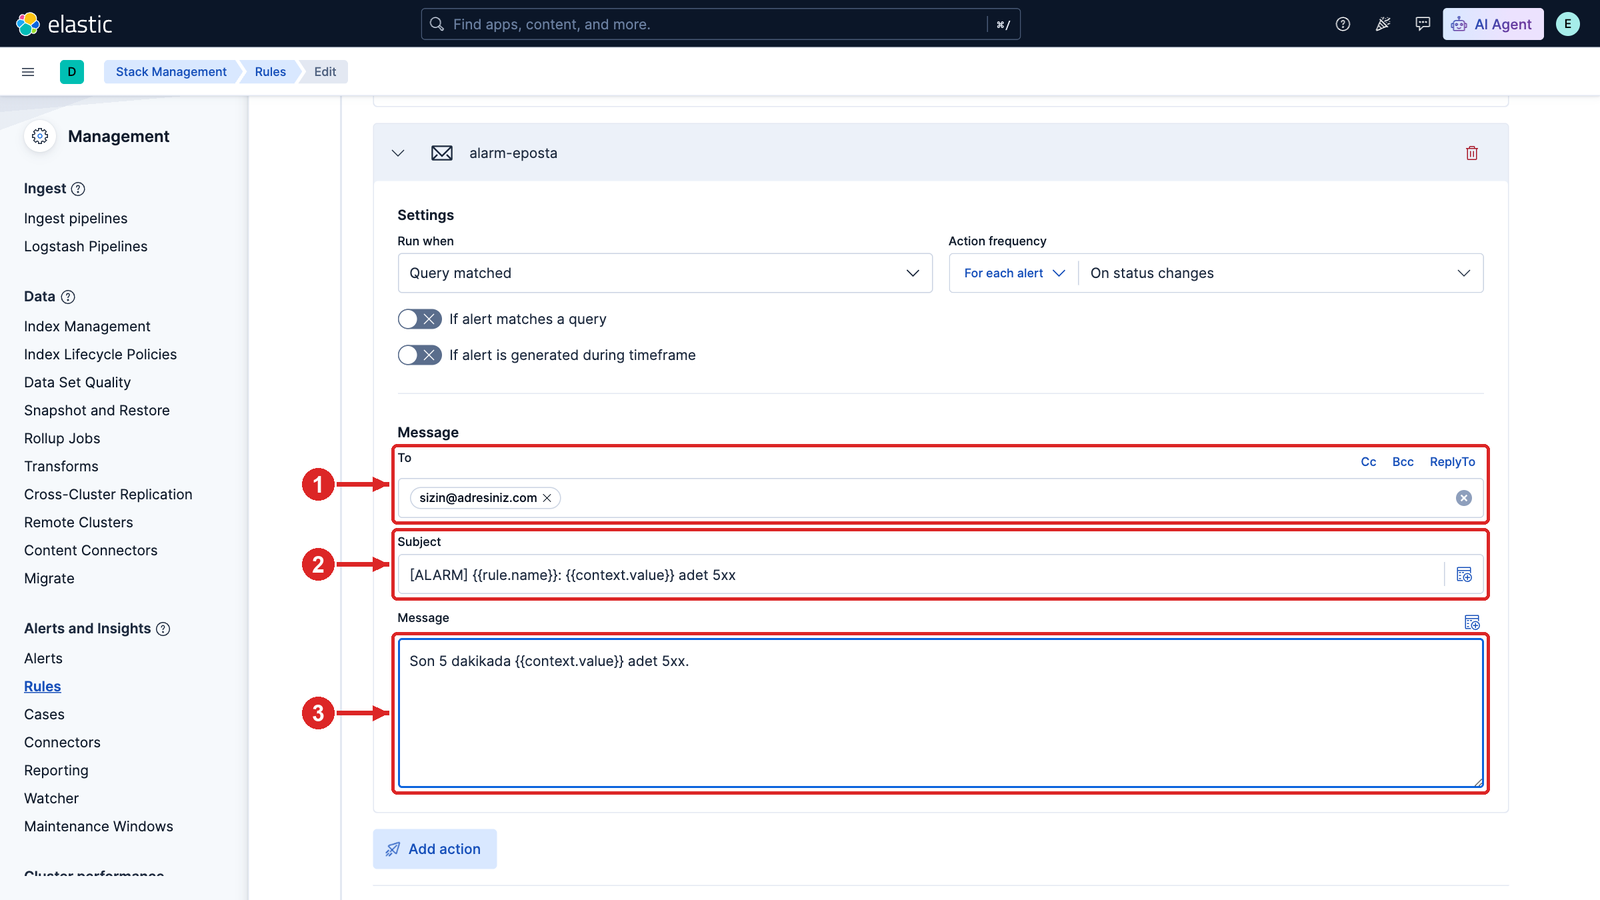 elastic
Find apps, content, and more.
⌘/
AI Agent
E
D
Stack Management
Rules
Edit
Management
Ingest
Ingest pipelines
Logstash Pipelines
Data
Index Management
Index Lifecycle Policies
Data Set Quality
Snapshot and Restore
Rollup Jobs
Transforms
Cross-Cluster Replication
Remote Clusters
Content Connectors
Migrate
Alerts and Insights
Alerts
Rules
Cases
Connectors
Reporting
Watcher
Maintenance Windows
Cluster performance
alarm-eposta
Settings
Run when
Query matched
Action frequency
For each alert
On status changes
If alert matches a query
If alert is generated during timeframe
Message
To
Cc Bcc ReplyTo
1
sizin@adresiniz.com
Subject
2
[ALARM] {{rule.name}}: {{context.value}} adet 5xx
Message
Son 5 dakikada {{context.value}} adet 5xx.
3
Add action